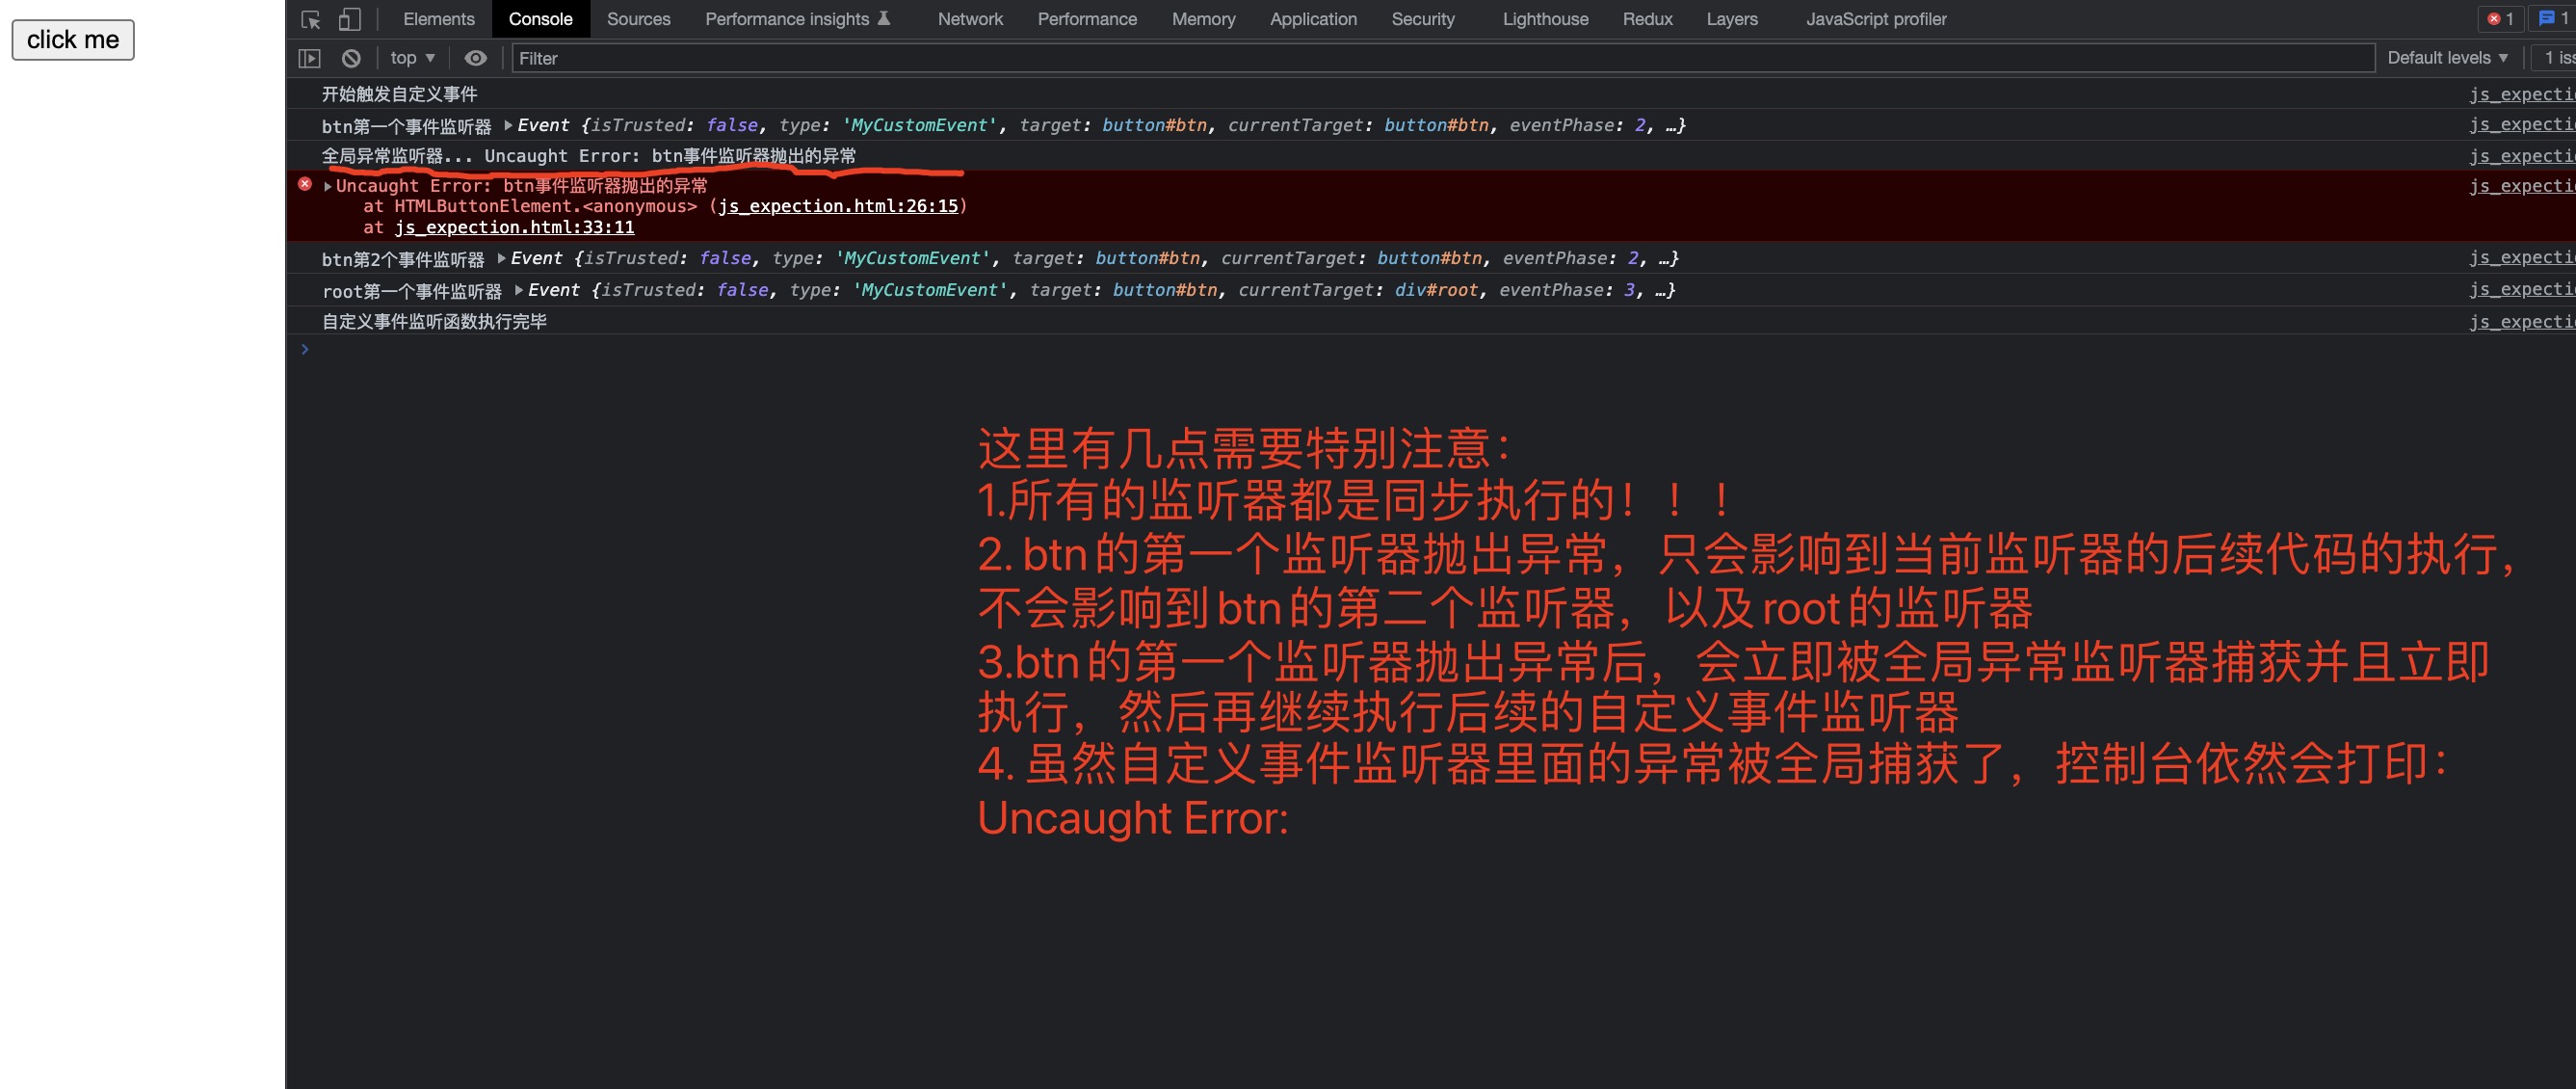 click me
Elements Console Sources Performance insights Network Performance Memory Application Security Lighthouse Redux Layers JavaScript profiler 1 1
top Filter Default levels 1 iss
开始触发自定义事件 js_expecti
btn第一个事件监听器 Event {isTrusted: false, type: 'MyCustomEvent', target: button#btn, currentTarget: button#btn, eventPhase: 2, …} js_expecti
全局异常监听器... Uncaught Error: btn事件监听器抛出的异常 js_expecti
Uncaught Error: btn事件监听器抛出的异常 js_expecti
at HTMLButtonElement.<anonymous> (js_expection.html:26:15)
at js_expection.html:33:11
btn第2个事件监听器 Event {isTrusted: false, type: 'MyCustomEvent', target: button#btn, currentTarget: button#btn, eventPhase: 2, …} js_expecti
root第一个事件监听器 Event {isTrusted: false, type: 'MyCustomEvent', target: button#btn, currentTarget: div#root, eventPhase: 3, …} js_expecti
自定义事件监听函数执行完毕 js_expecti
这里有几点需要特别注意：
1.所有的监听器都是同步执行的！！！
2. btn的第一个监听器抛出异常，只会影响到当前监听器的后续代码的执行，
不会影响到btn的第二个监听器，以及root的监听器
3.btn的第一个监听器抛出异常后，会立即被全局异常监听器捕获并且立即
执行，然后再继续执行后续的自定义事件监听器
4. 虽然自定义事件监听器里面的异常被全局捕获了，控制台依然会打印：
Uncaught Error: